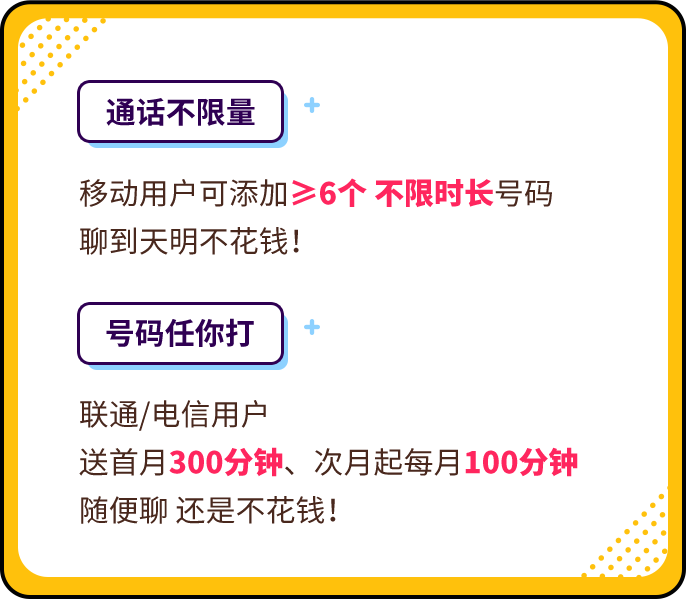 通话不限量
移动用户可添加≥6个 不限时长号码
聊到天明不花钱！
号码任你打
联通/电信用户
送首月300分钟、次月起每月100分钟
随便聊 还是不花钱！